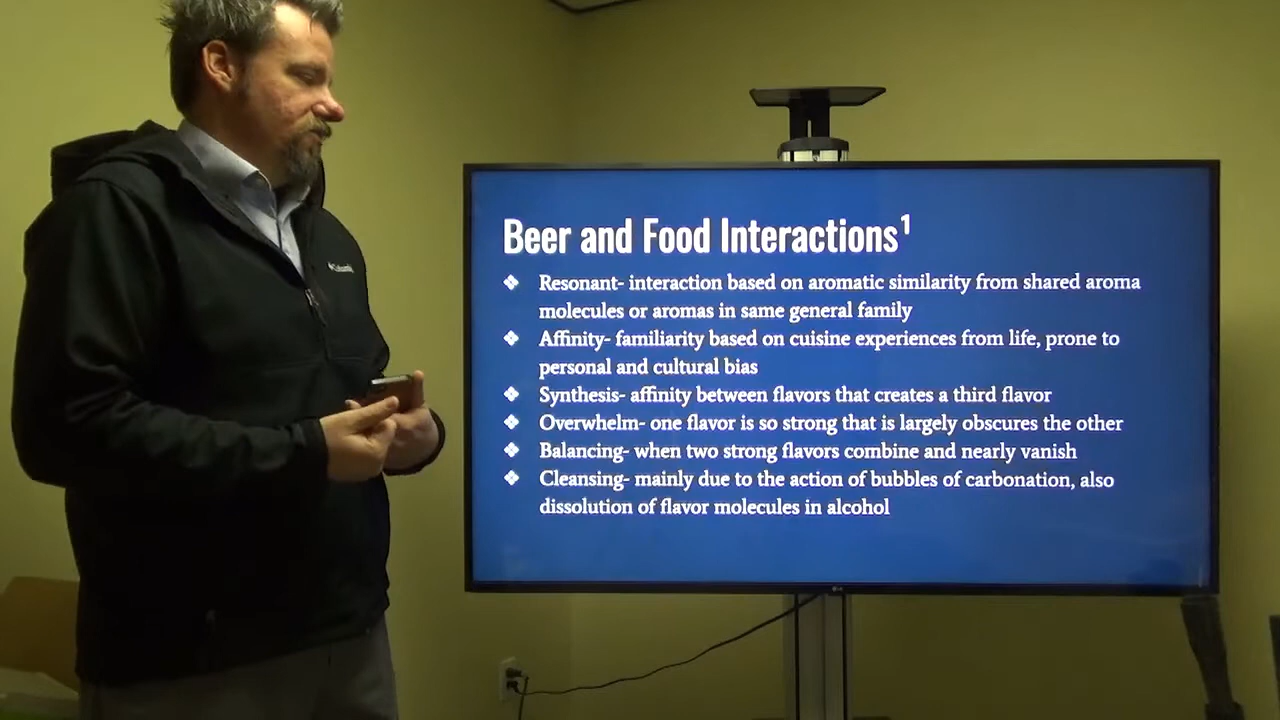 Beer and Food Interactions¹
❖ Resonant- interaction based on aromatic similarity from shared aroma
molecules or aromas in same general family
❖ Affinity- familiarity based on cuisine experiences from life, prone to
personal and cultural bias
❖ Synthesis- affinity between flavors that creates a third flavor
❖ Overwhelm- one flavor is so strong that is largely obscures the other
❖ Balancing- when two strong flavors combine and nearly vanish
❖ Cleansing- mainly due to the action of bubbles of carbonation, also
dissolution of flavor molecules in alcohol
Columbia
LG